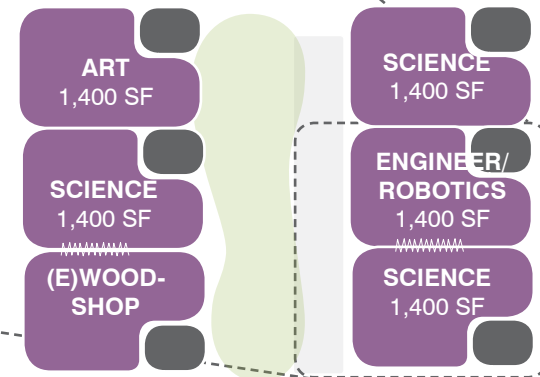 ART
1,400 SF
SCIENCE
1,400 SF
(E)WOOD-
SHOP
SCIENCE
1,400 SF
ENGINEER/
ROBOTICS
1,400 SF
SCIENCE
1,400 SF